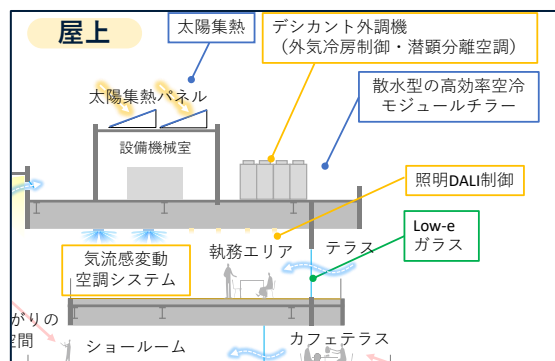 屋上
太陽集熱
デシカント外調機
（外気冷房制御・潜顕分離空調）
太陽集熱パネル
散水型の高効率空冷
モジュールチラー
設備機械室
照明DALI制御
執務エリア
テラス
Low-e
ガラス
気流感変動
空調システム
がりの
空間
ショールーム
カフェテラス